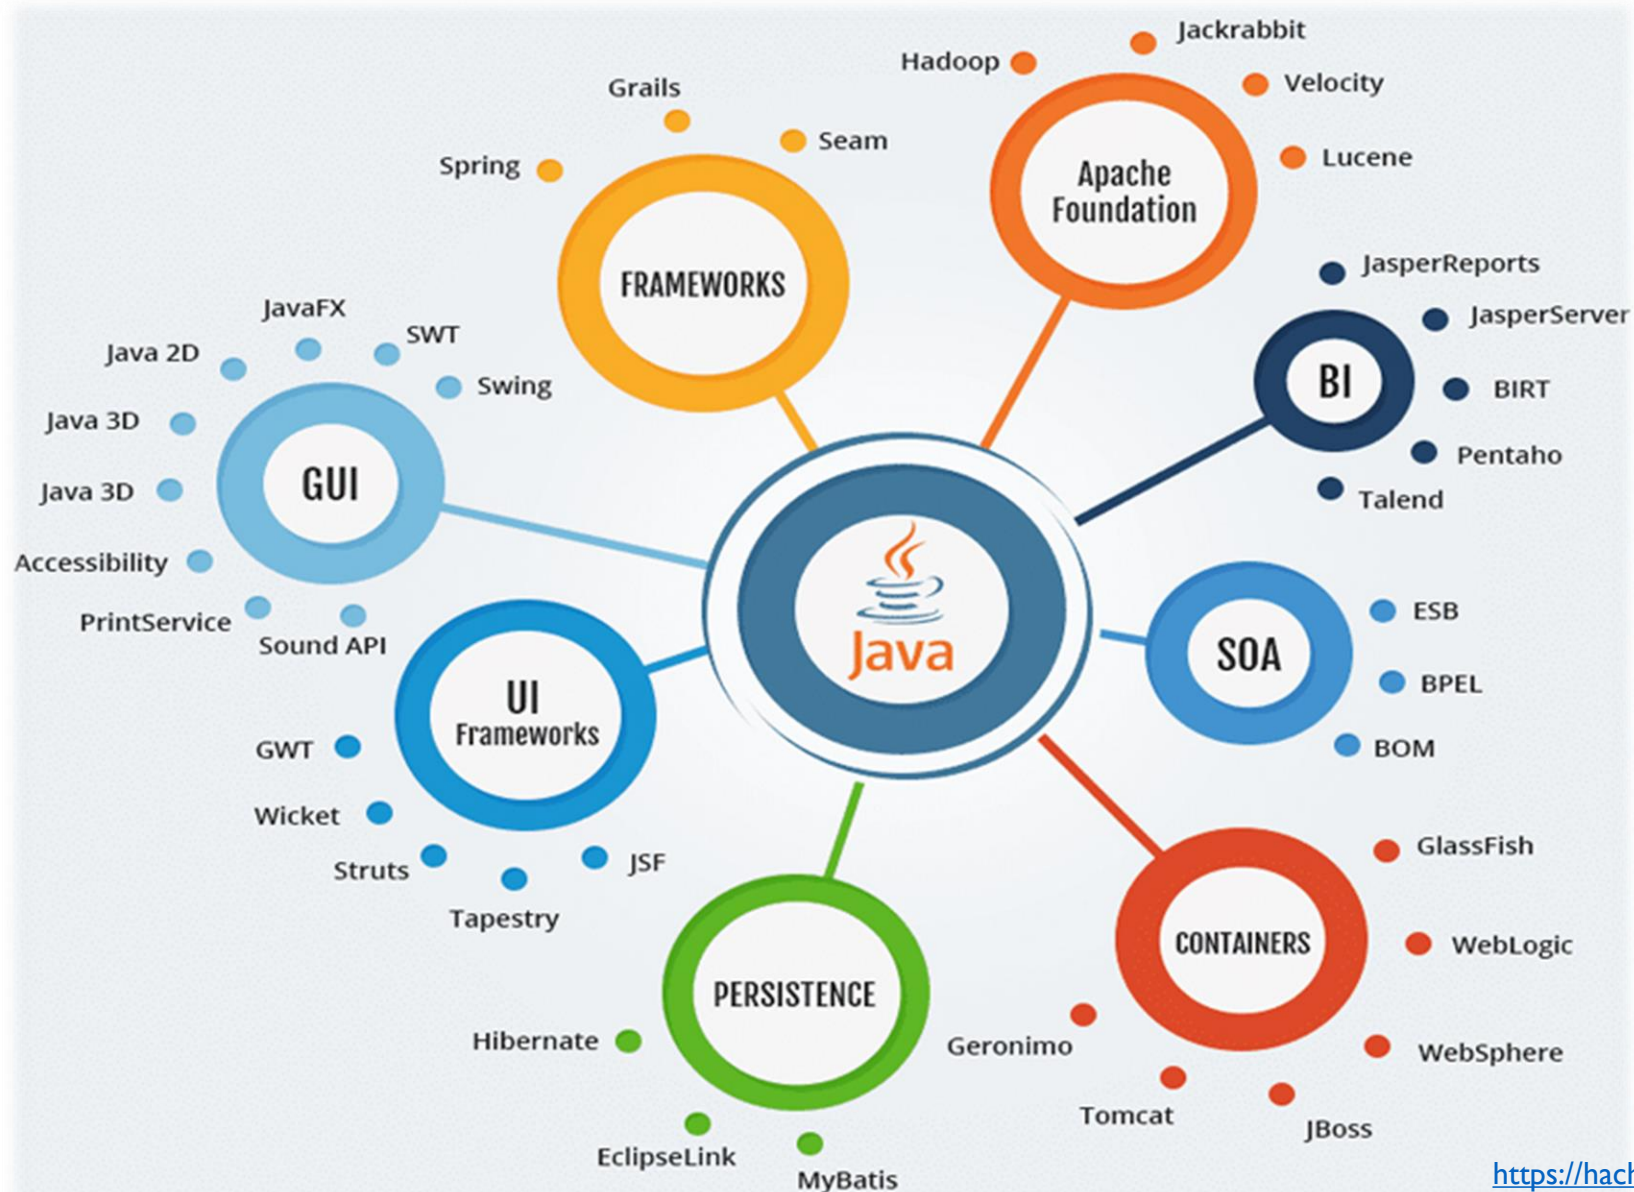 Jackrabbit
Hadoop
Velocity
Lucene
Apache
Foundation
Grails
Seam
Spring
FRAMEWORKS
JasperReports
JasperServer
BIRT
Pentaho
Talend
BI
JavaFX
SWT
Swing
Java 2D
Java 3D
Java 3D
Accessibility
PrintService
Sound API
GUI
Java
ESB
BPEL
BOM
SOA
UI
Frameworks
GWT
Wicket
Struts
Tapestry
JSF
GlassFish
WebLogic
WebSphere
JBoss
Tomcat
Geronimo
CONTAINERS
PERSISTENCE
Hibernate
EclipseLink
MyBatis
https://hach